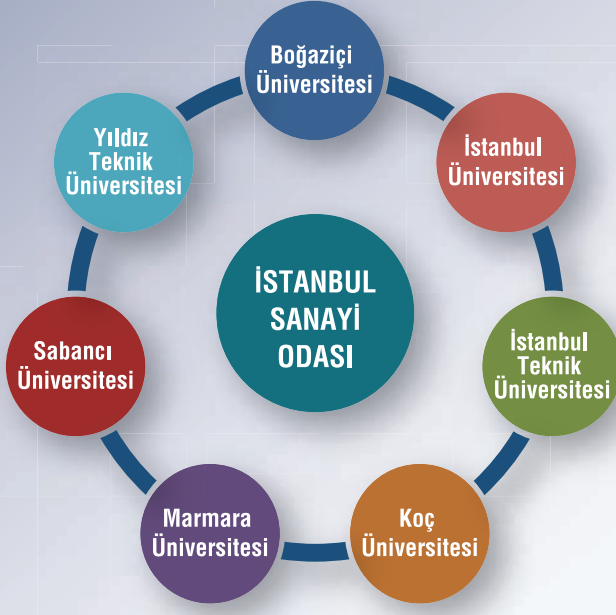 Boğaziçi
Üniversitesi
İstanbul
Üniversitesi
İstanbul
Teknik
Üniversitesi
Koç
Üniversitesi
Marmara
Üniversitesi
Sabancı
Üniversitesi
Yıldız
Teknik
Üniversitesi
İSTANBUL
SANAYİ
ODASI